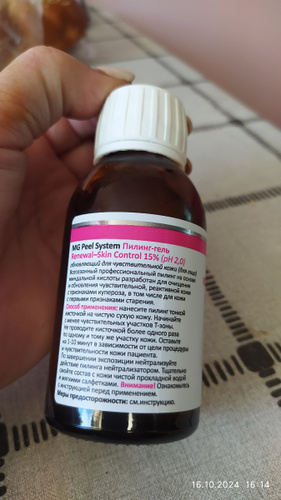 MG Peel System Пилинг-гель
Renewal-Skin Control 15% (pH 2,0)
обновляющий для чувствительной кожи (для лица)
Всесезонный профессиональный пилинг на основе
миндальной кислоты разработан для очищения
и обновления чувствительной, реактивной кожи
с признаками купероза, в том числе для кожи
с первыми признаками старения.
Способ применения: нанесите пилинг тонкой
кисточкой на чистую сухую кожу. Начинайте
с менее чувствительных участков Т-зоны.
Не проводите кисточкой более одного раза
по одному и тому же участку кожи. Оставьте
на 1-10 минут в зависимости от цели процедуры
и чувствительности кожи пациента.
По завершении экспозиции нейтрализуйте
действие пилинга нейтрализатором. Тщательно
смойте состав с кожи чистой прохладной водой
мягкими салфетками. Внимание! Ознакомьтесь
с инструкцией перед применением.
Меры предосторожности: см.инструкцию.
16.10.2024 16:14